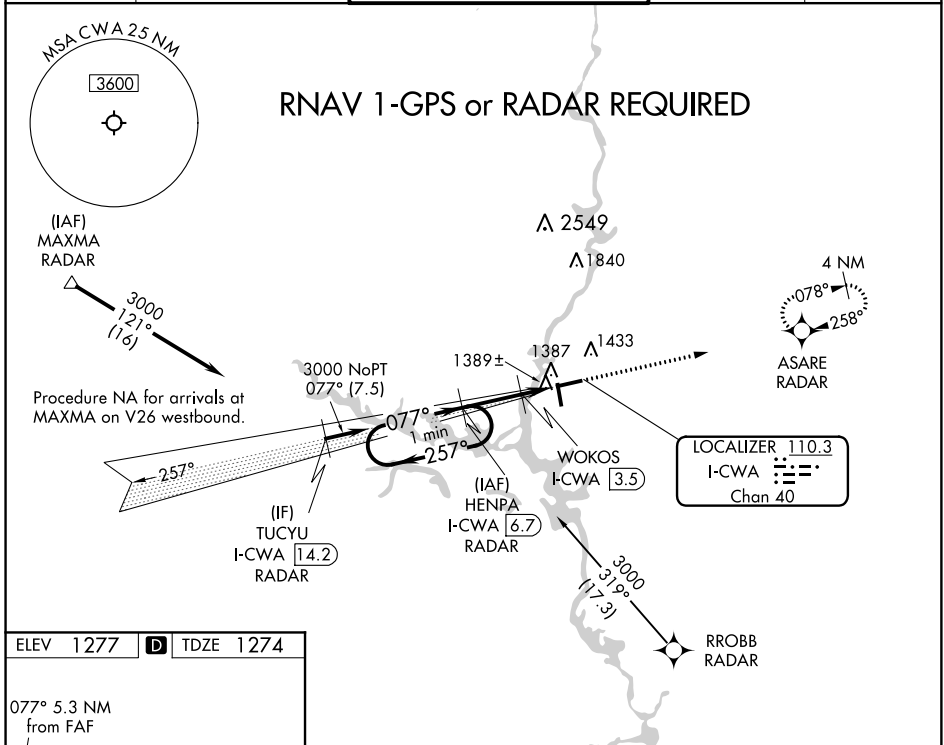 MSA CWA 25 NM
3600
RNAV 1-GPS or RADAR REQUIRED
(IAF)
MAXMA
RADAR
3000
121°
(16)
Procedure NA for arrivals at
MAXMA on V26 westbound.
2549
1840
1433
1387
1389±
4 NM
078°
258°
ASARE
RADAR
3000 NoPT
077° (7.5)
077°
1 min
257°
257°
(IF)
TUCYU
I-CWA 14.2
RADAR
(IAF)
HENPA
I-CWA 6.7
RADAR
WOKOS
I-CWA 3.5
LOCALIZER 110.3
I-CWA
Chan 40
3000
319°
(17.3)
RROBB
RADAR
ELEV 1277 D TDZE 1274
077° 5.3 NM
from FAF